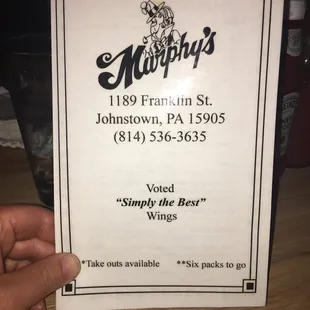 Murphy's
1189 Franklin St.
Johnstown, PA 15905
(814) 536-3635
Voted
"Simply the Best"
Wings
*Take outs available **Six packs to go